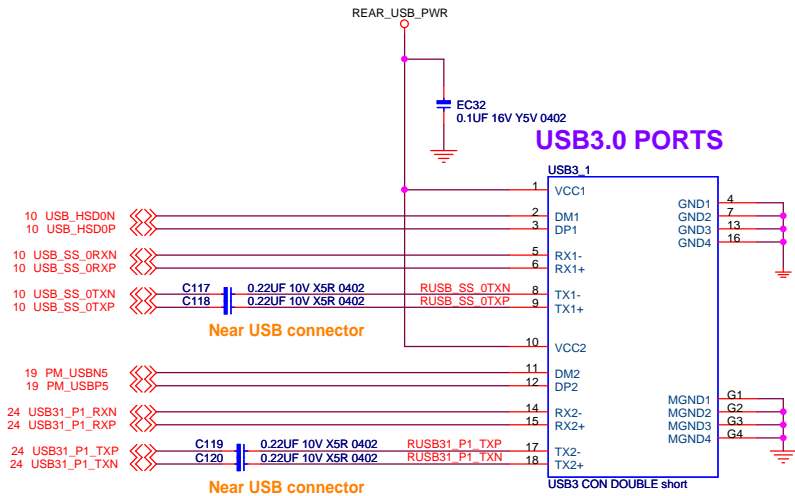 REAR_USB_PWR
EC32
0.1UF 16V Y5V 0402
USB3.0 PORTS
USB3_1
1 VCC1
GND1 4
10 USB_HSD0N 2 DM1
GND2 7
10 USB_HSD0P 3 DP1
GND3 13
GND4 16
10 USB_SS_0RXN 5 RX1-
10 USB_SS_0RXP 6 RX1+
10 USB_SS_0TXN C117 0.22UF 10V X5R 0402 RUSB_SS_0TXN 8 TX1-
10 USB_SS_0TXP C118 0.22UF 10V X5R 0402 RUSB_SS_0TXP 9 TX1+
Near USB connector
10 VCC2
19 PM_USBN5 11 DM2
19 PM_USBP5 12 DP2
MGND1 G1
24 USB31_P1_RXN 14 RX2-
MGND2 G2
24 USB31_P1_RXP 15 RX2+
MGND3 G3
MGND4 G4
24 USB31_P1_TXP C119 0.22UF 10V X5R 0402 RUSB31_P1_TXP 17 TX2-
24 USB31_P1_TXN C120 0.22UF 10V X5R 0402 RUSB31_P1_TXN 18 TX2+
Near USB connector
USB3 CON DOUBLE short